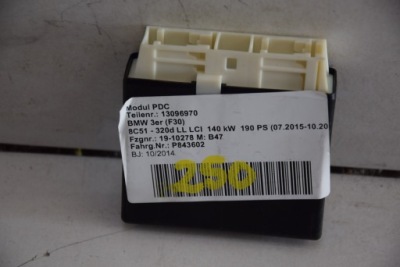 Modul PDC
Teilenr.: 13096970
BMW 3er (F30)
8C51 - 320d LL LCI 140 kW 190 PS (07.2015-10.20
Fzgnr.: 19-10278 M: B47
Fahrg.Nr.: P843602
BJ: 10/2014
250